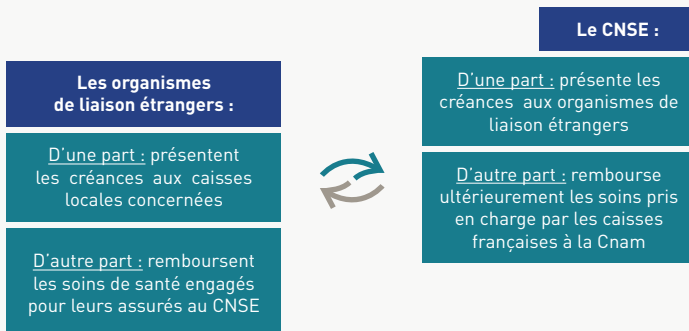 Les organismes
de liaison étrangers :
D'une part : présentent
les créances aux caisses
locales concernées
D'autre part : remboursent
les soins de santé engagés
pour leurs assurés au CNSE
Le CNSE :
D'une part : présente les
créances aux organismes de
liaison étrangers
D'autre part : rembourse
ultérieurement les soins pris
en charge par les caisses
françaises à la Cnam